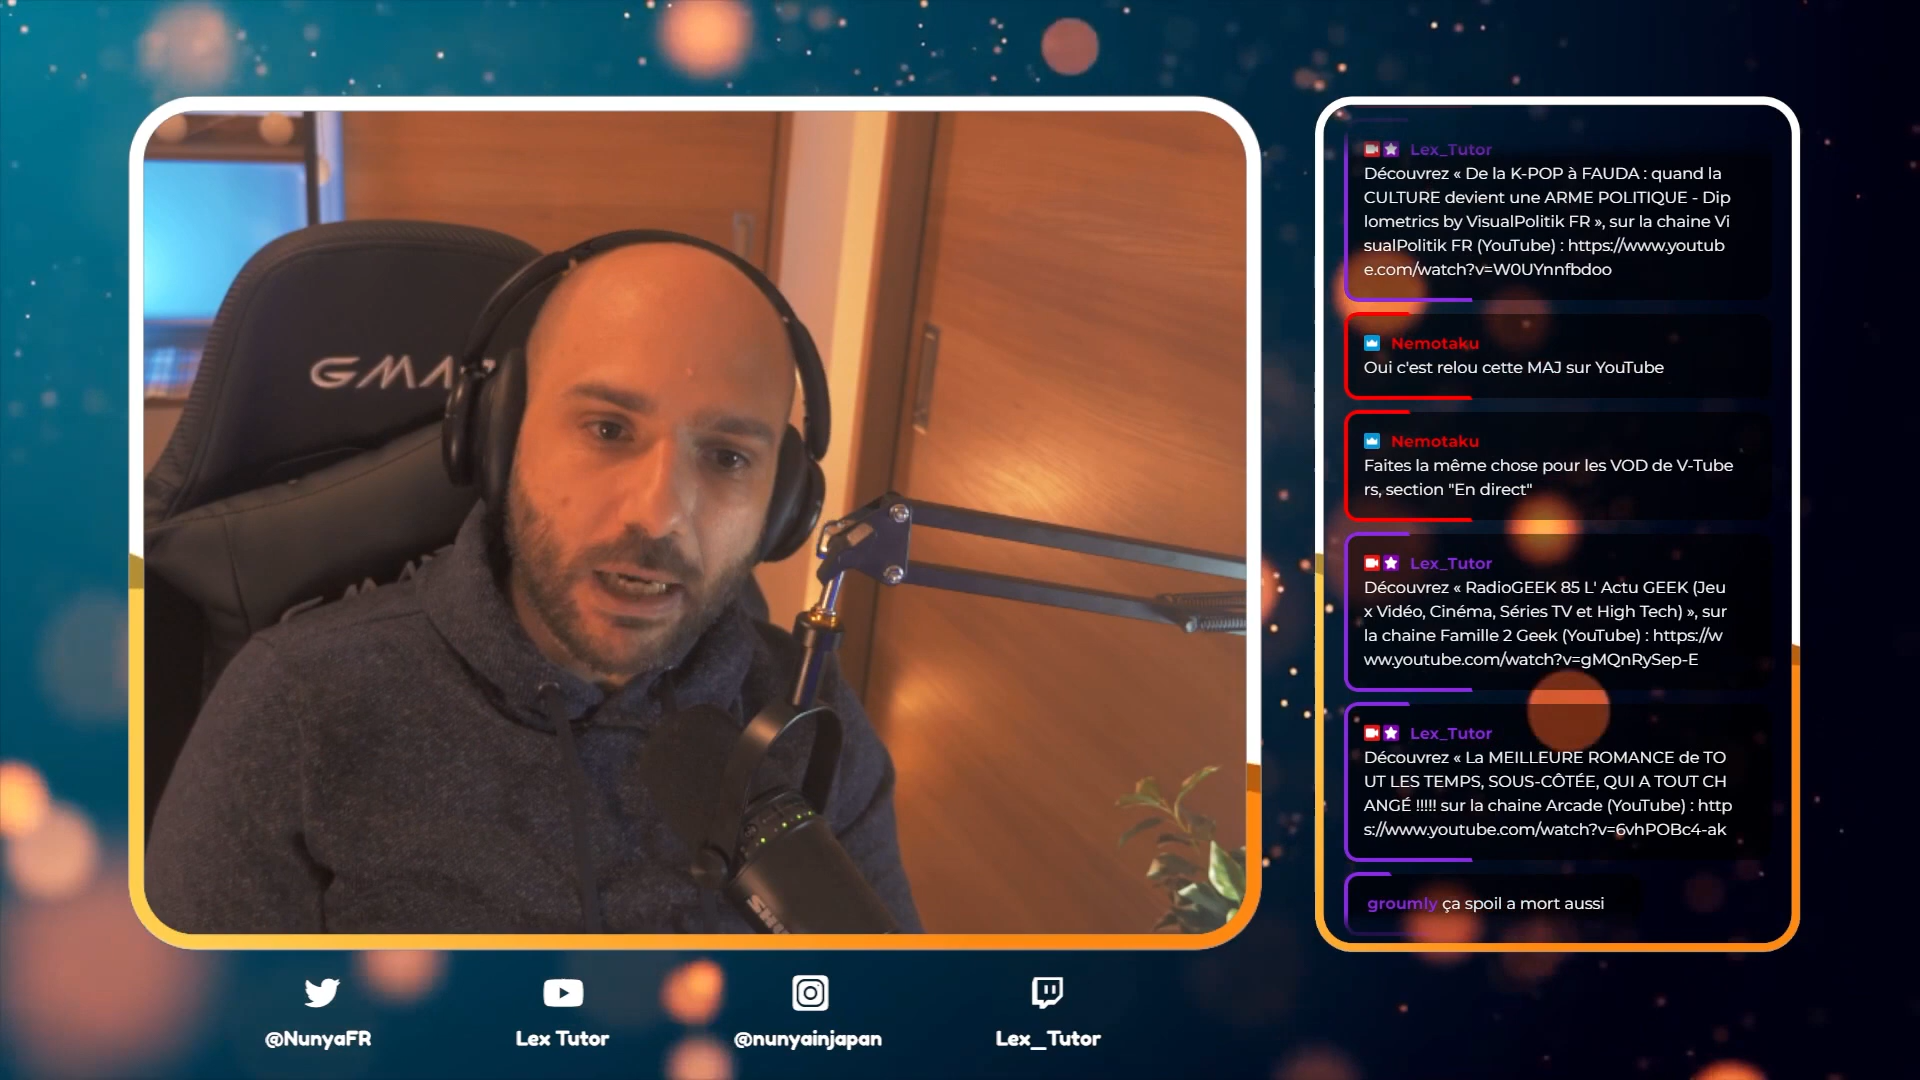 GMA
SHU
Lex_Tutor
Découvrez « De la K-POP à FAUDA : quand la
CULTURE devient une ARME POLITIQUE - Dip
lometrics by VisualPolitik FR », sur la chaine Vi
sualPolitik FR (YouTube) : https://www.youtub
e.com/watch?v=W0UYnnfbdoo
Nemotaku
Oui c'est relou cette MAJ sur YouTube
Nemotaku
Faites la même chose pour les VOD de V-Tube
rs, section "En direct"
Lex_Tutor
Découvrez « RadioGEEK 85 L' Actu GEEK (Jeu
x Vidéo, Cinéma, Séries TV et High Tech) », sur
la chaine Famille 2 Geek (YouTube) : https://w
ww.youtube.com/watch?v=gMQnRySep-E
Lex_Tutor
Découvrez « La MEILLEURE ROMANCE de TO
UT LES TEMPS, SOUS-CÔTÉE, QUI A TOUT CH
ANGÉ !!!!! sur la chaine Arcade (YouTube) : http
s://www.youtube.com/watch?v=6vhPOBc4-ak
groumly ça spoil a mort aussi
@NunyaFR
Lex Tutor
@nunyainjapan
Lex_Tutor